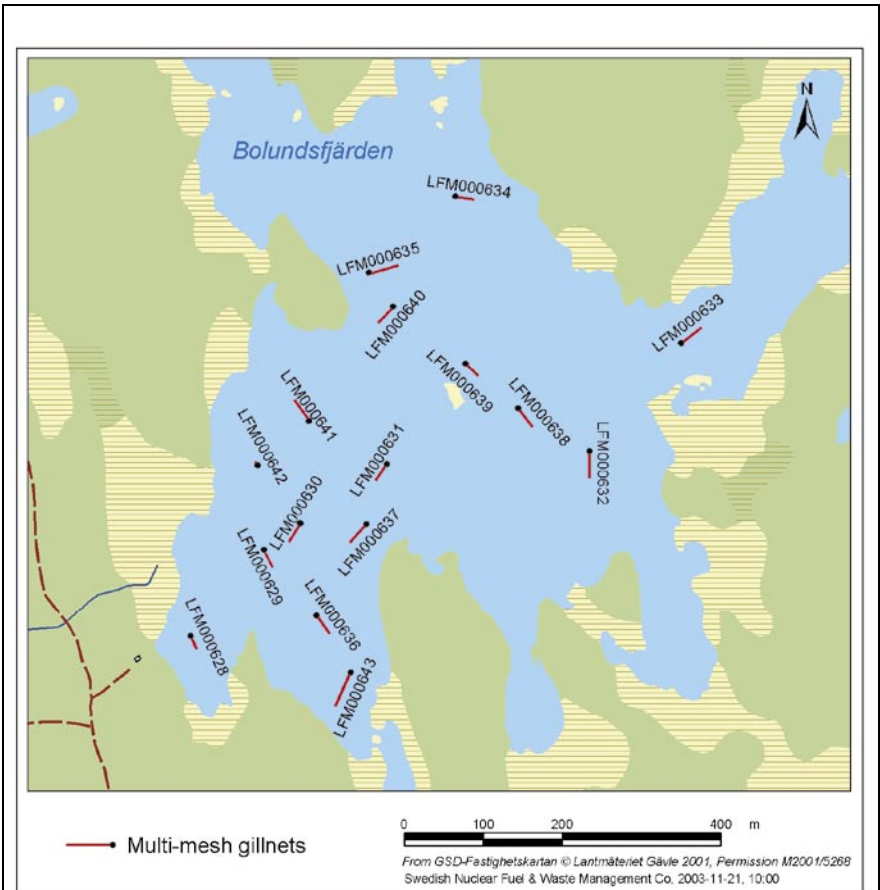 N
Bolundsfjärden
LFM000634
LFM000635
LFM000640
LFM000633
LFM000639
LFM000638
LFM000641
LFM000642
LFM000631
LFM000632
LFM000630
LFM000637
LFM000629
LFM000636
LFM000628
LFM000643
Multi-mesh gillnets
0 100 200 400 m
From GSD-Fastighetskartan © Lantmäteriet Gävle 2001, Permission M2001/5268
Swedish Nuclear Fuel & Waste Management Co, 2003-11-21, 10:00